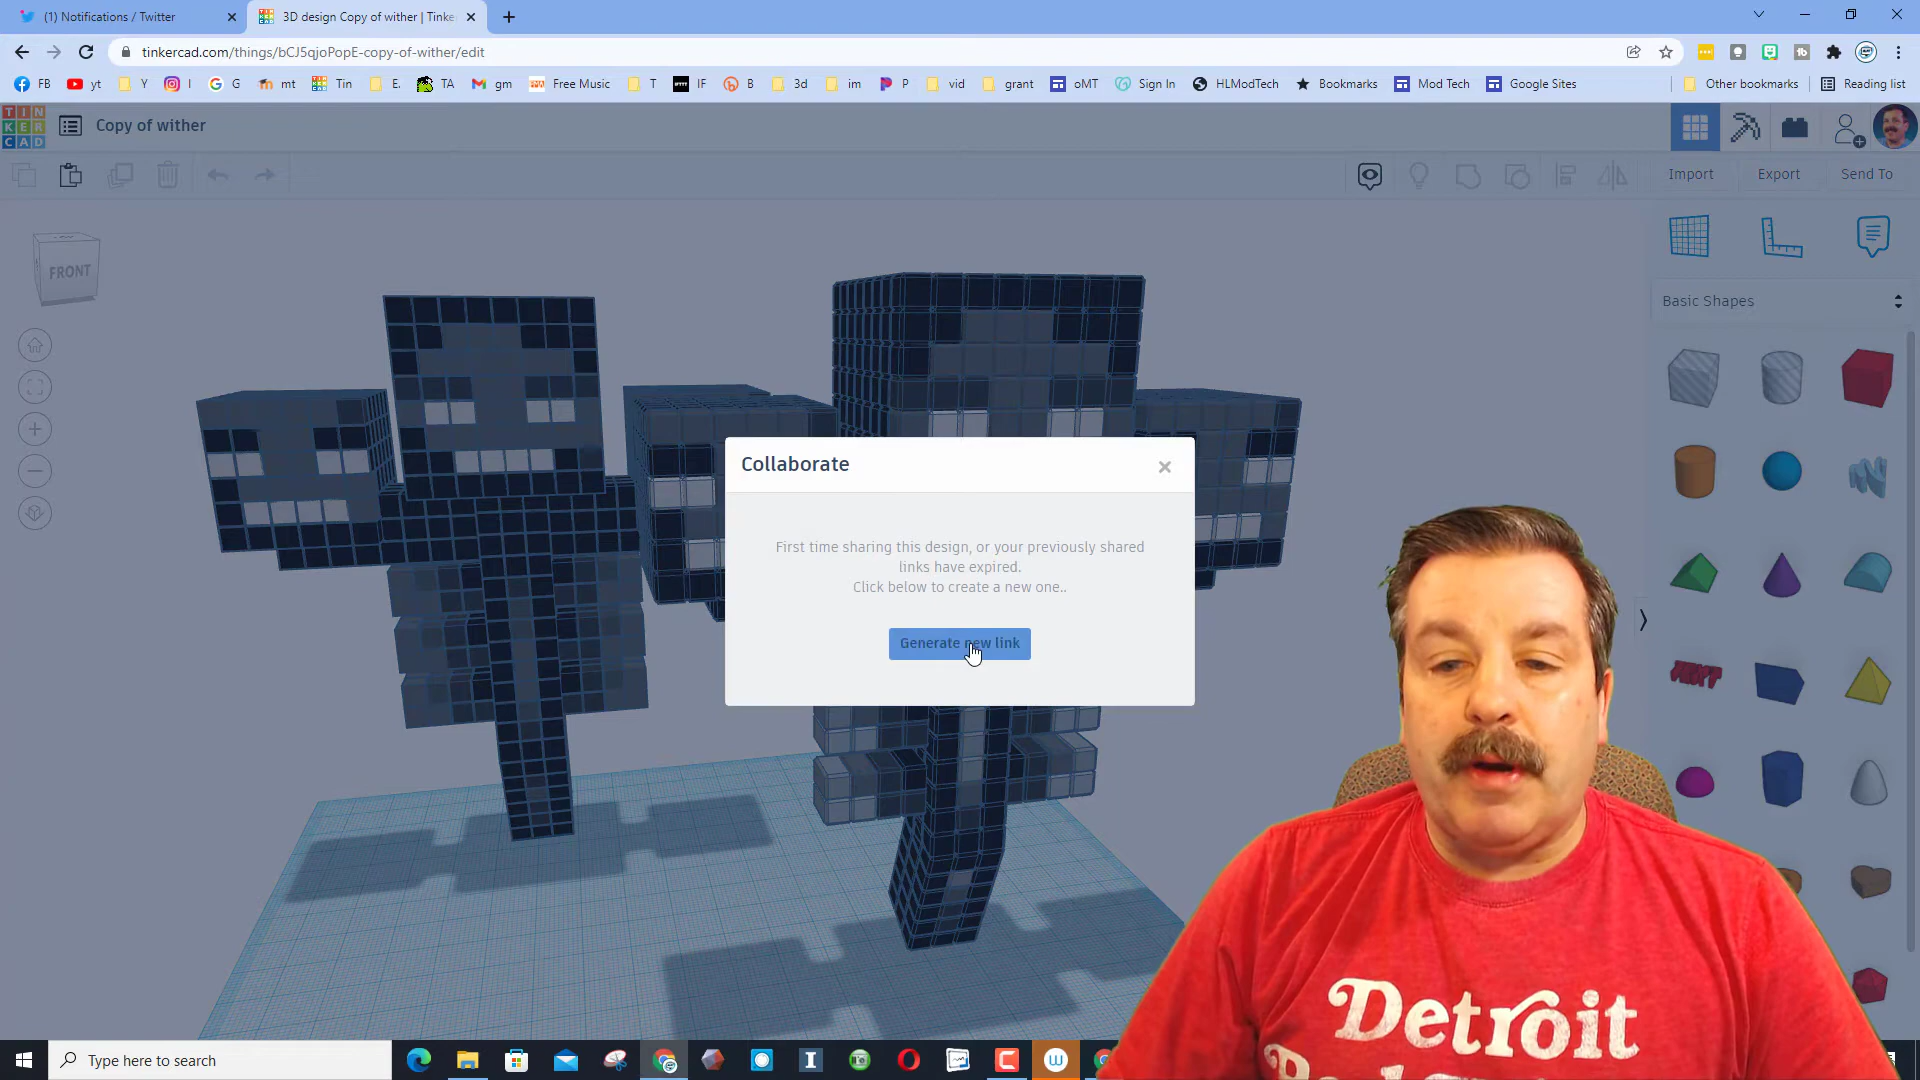 (1) Notifications / Twitter
3D design Copy of wither | Tinke
tinkercad.com/things/bCJ5qjoPopE-copy-of-wither/edit
FB
yt
Y
I
G
mt
Tin
E.
TA
gm
Free Music
T
IF
B
3d
im
P
vid
grant
oMT
Sign In
HLModTech
Bookmarks
Mod Tech
Google Sites
Other bookmarks
Reading list
TIN
KER
CAD
Copy of wither
Import
Export
Send To
FRONT
Basic Shapes
Collaborate
First time sharing this design, or your previously shared
links have expired.
Click below to create a new one..
Generate new link
Detroit
Type here to search